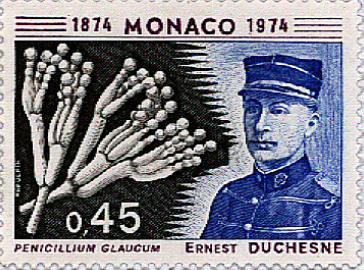 1874 MONACO 1974
0,45
PENICILLIUM GLAUCUM ERNEST DUCHESNE